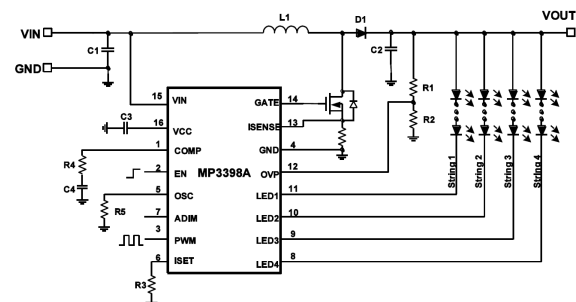 L1
D1
VOUT
VIN
C1
C2
GND
R1
R2
15
VIN
GATE
14
C3
16
VCC
ISENSE
13
R4
1
COMP
GND
4
C4
2
EN
MP3398A
OVP
12
R5
5
OSC
LED1
11
7
ADIM
LED2
10
3
PWM
LED3
9
6
ISET
LED4
8
R3
String 1
String 2
String 3
String 4